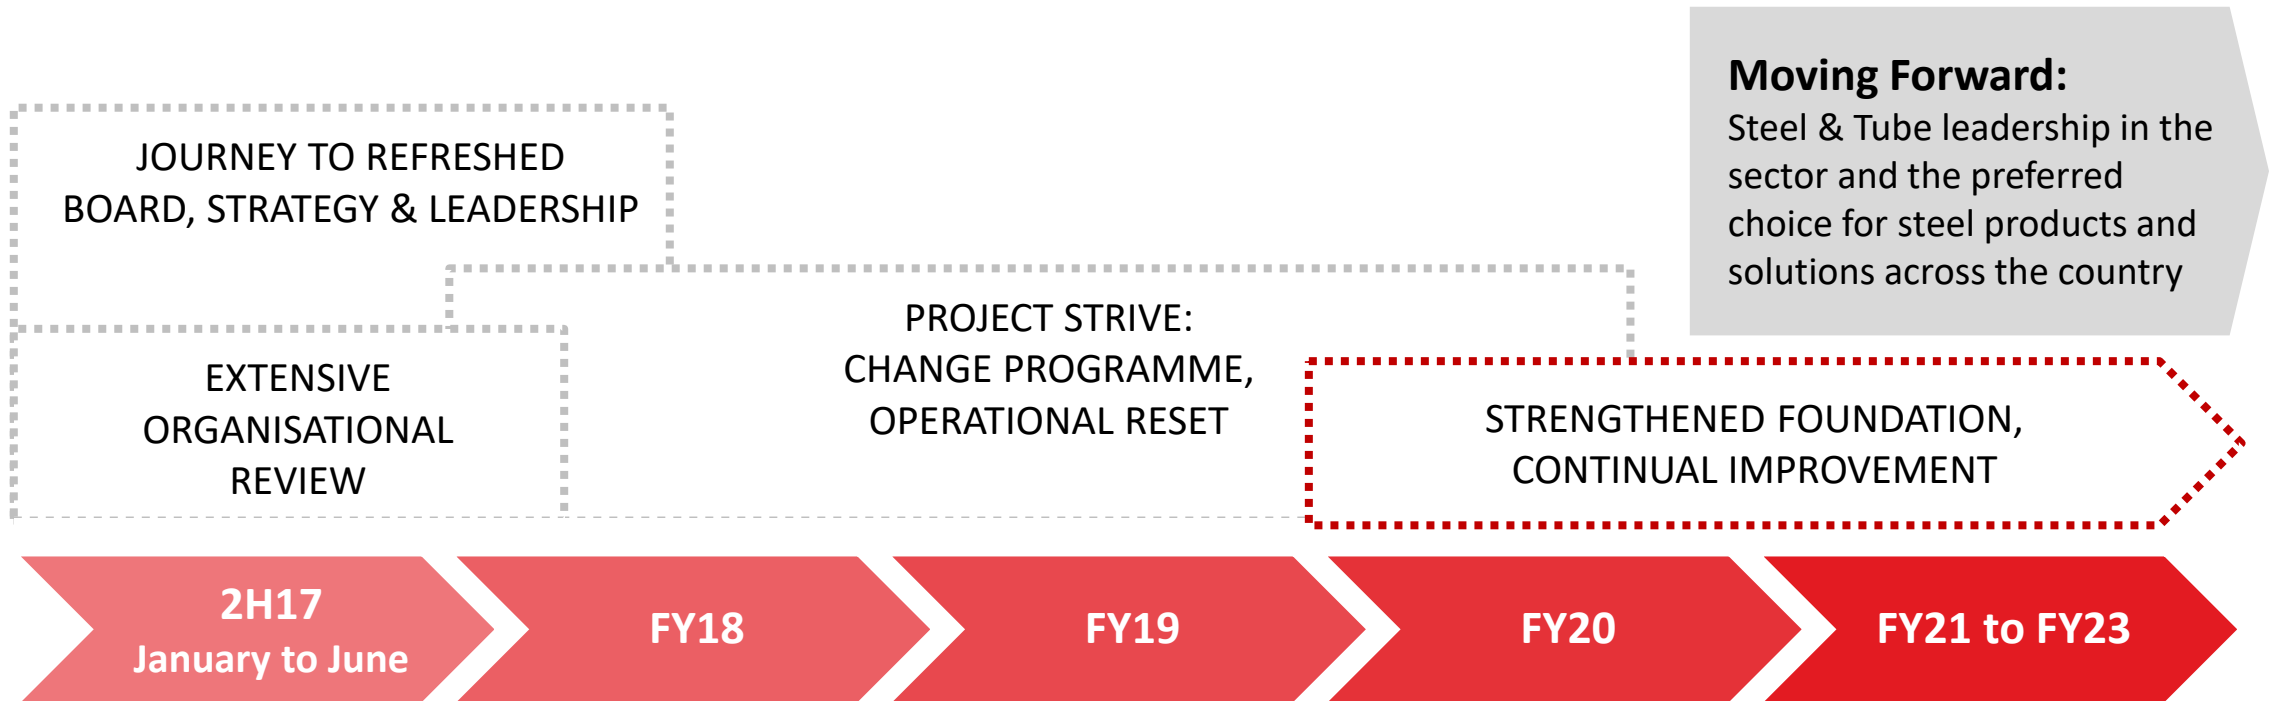 JOURNEY TO REFRESHED
BOARD, STRATEGY & LEADERSHIP
EXTENSIVE
ORGANISATIONAL
REVIEW
PROJECT STRIVE:
CHANGE PROGRAMME,
OPERATIONAL RESET
STRENGTHENED FOUNDATION,
CONTINUAL IMPROVEMENT
Moving Forward:
Steel & Tube leadership in the
sector and the preferred
choice for steel products and
solutions across the country
2H17
January to June
FY18
FY19
FY20
FY21 to FY23